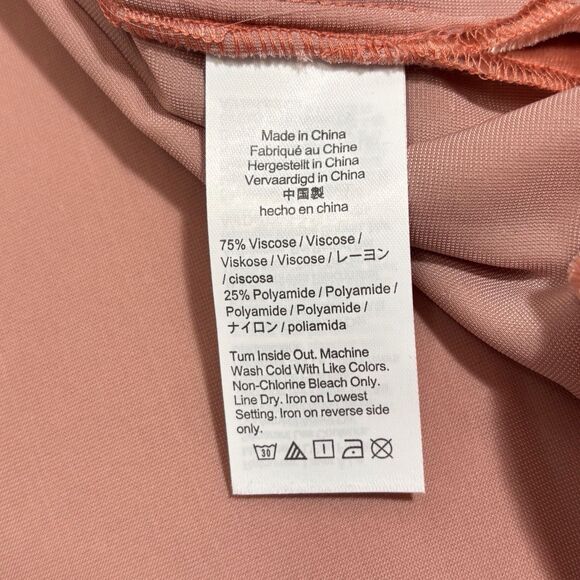 Made in China
Fabriqué au Chine
Hergestellt in China
Vervaardigd in China
中国製
hecho en china
75% Viscose / Viscose /
Viskose / Viscose / レーヨン
/ ciscosa
25% Polyamide / Polyamide /
Polyamide / Polyamide /
ナイロン / poliamida
Turn Inside Out. Machine
Wash Cold With Like Colors.
Non-Chlorine Bleach Only.
Line Dry. Iron on Lowest
Setting. Iron on reverse side
only.
30